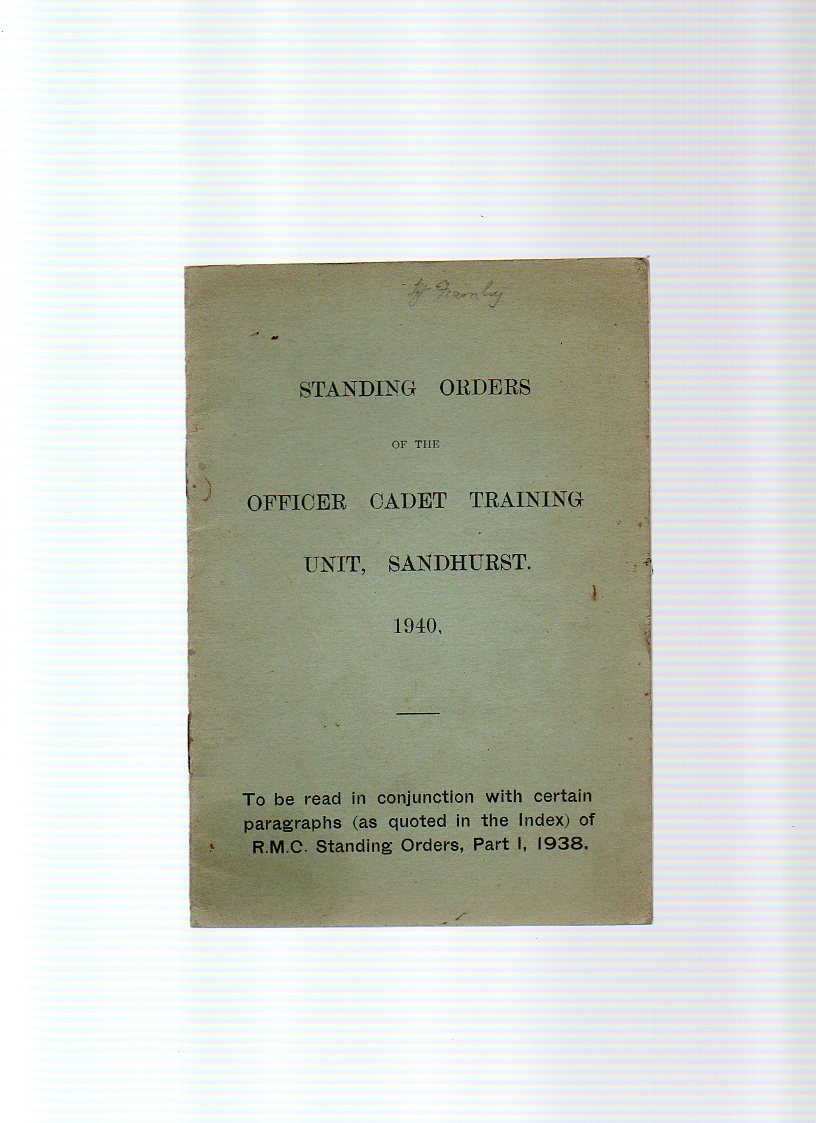 STANDING ORDERS
OF THE
OFFICER CADET TRAINING
UNIT, SANDHURST.
1940,
To be read in conjunction with certain
paragraphs (as quoted in the Index) of
R.M.C. Standing Orders, Part I, 1938.